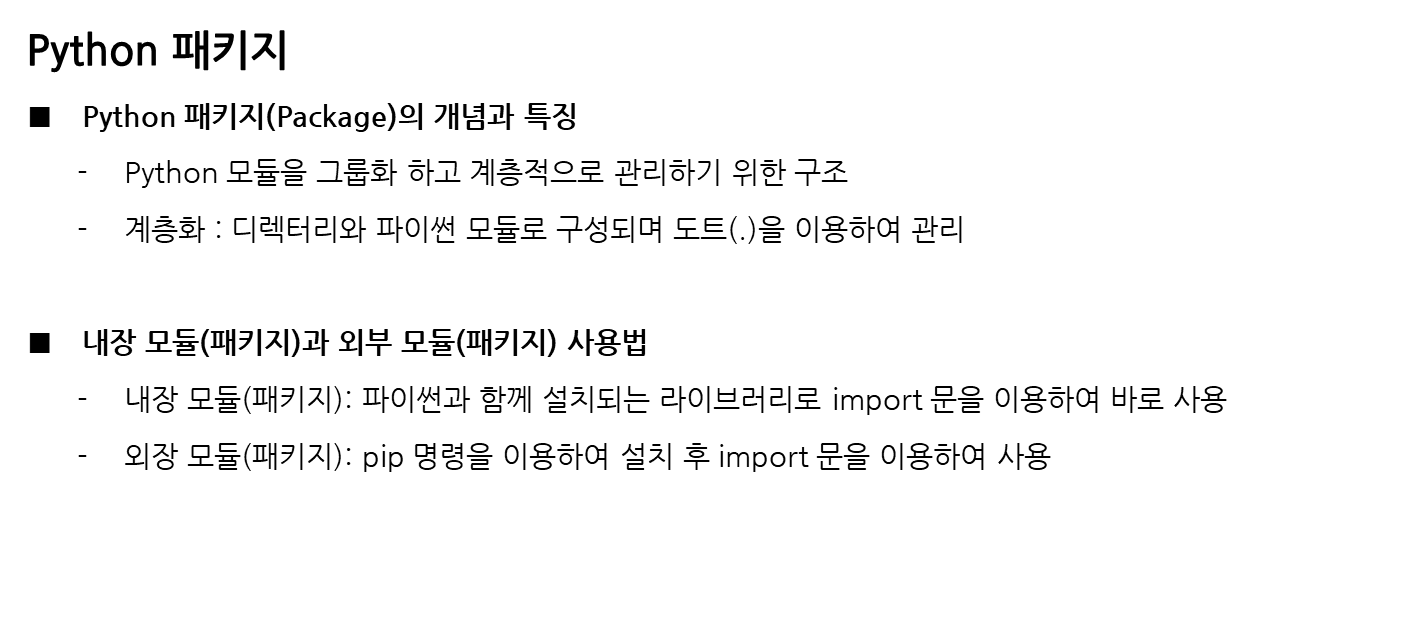 Python 패키지
■ Python 패키지(Package)의 개념과 특징
- Python 모듈을 그룹화 하고 계층적으로 관리하기 위한 구조
- 계층화 : 디렉터리와 파이썬 모듈로 구성되며 도트(.)을 이용하여 관리
■ 내장 모듈(패키지)과 외부 모듈(패키지) 사용법
- 내장 모듈(패키지): 파이썬과 함께 설치되는 라이브러리로 import 문을 이용하여 바로 사용
- 외장 모듈(패키지): pip 명령을 이용하여 설치 후 import 문을 이용하여 사용